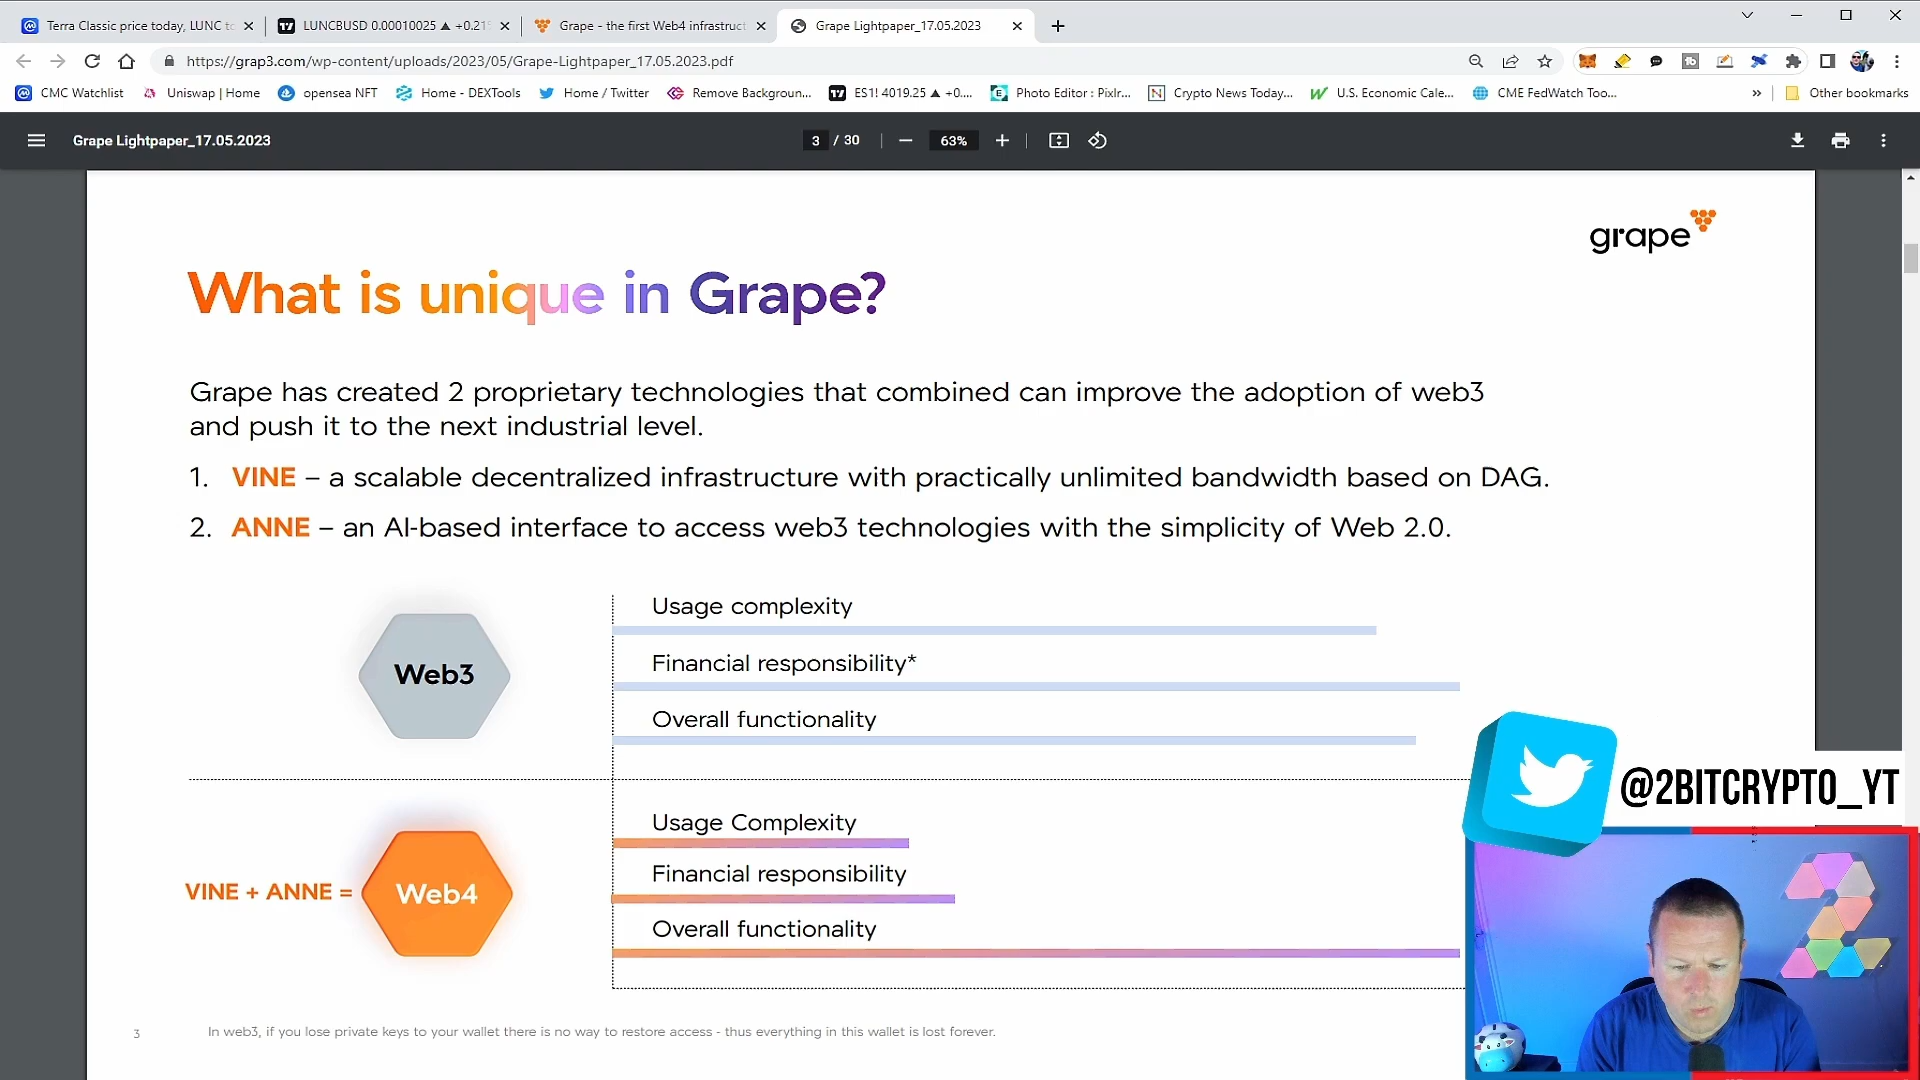 Terra Classic price today, LUNC to
LUNCBUSD 0.00010025 ▲ +0.21
Grape - the first Web4 infrastruct
Grape Lightpaper_17.05.2023
https://grap3.com/wp-content/uploads/2023/05/Grape-Lightpaper_17.05.2023.pdf
CMC Watchlist
Uniswap | Home
opensea NFT
Home - DEXTools
Home / Twitter
Remove Backgroun...
ES1! 4019.25 ▲ +0....
Photo Editor : Pixlr...
Crypto News Today...
U.S. Economic Cale...
CME FedWatch Too...
Other bookmarks
Grape Lightpaper_17.05.2023
3 / 30
63%
grape
What is unique in Grape?
Grape has created 2 proprietary technologies that combined can improve the adoption of web3
and push it to the next industrial level.
1. VINE – a scalable decentralized infrastructure with practically unlimited bandwidth based on DAG.
2. ANNE – an AI-based interface to access web3 technologies with the simplicity of Web 2.0.
Web3
Usage complexity
Financial responsibility*
Overall functionality
VINE + ANNE =
Web4
Usage Complexity
Financial responsibility
Overall functionality
@2BITCRYPTO_YT
3
In web3, if you lose private keys to your wallet there is no way to restore access - thus everything in this wallet is lost forever.